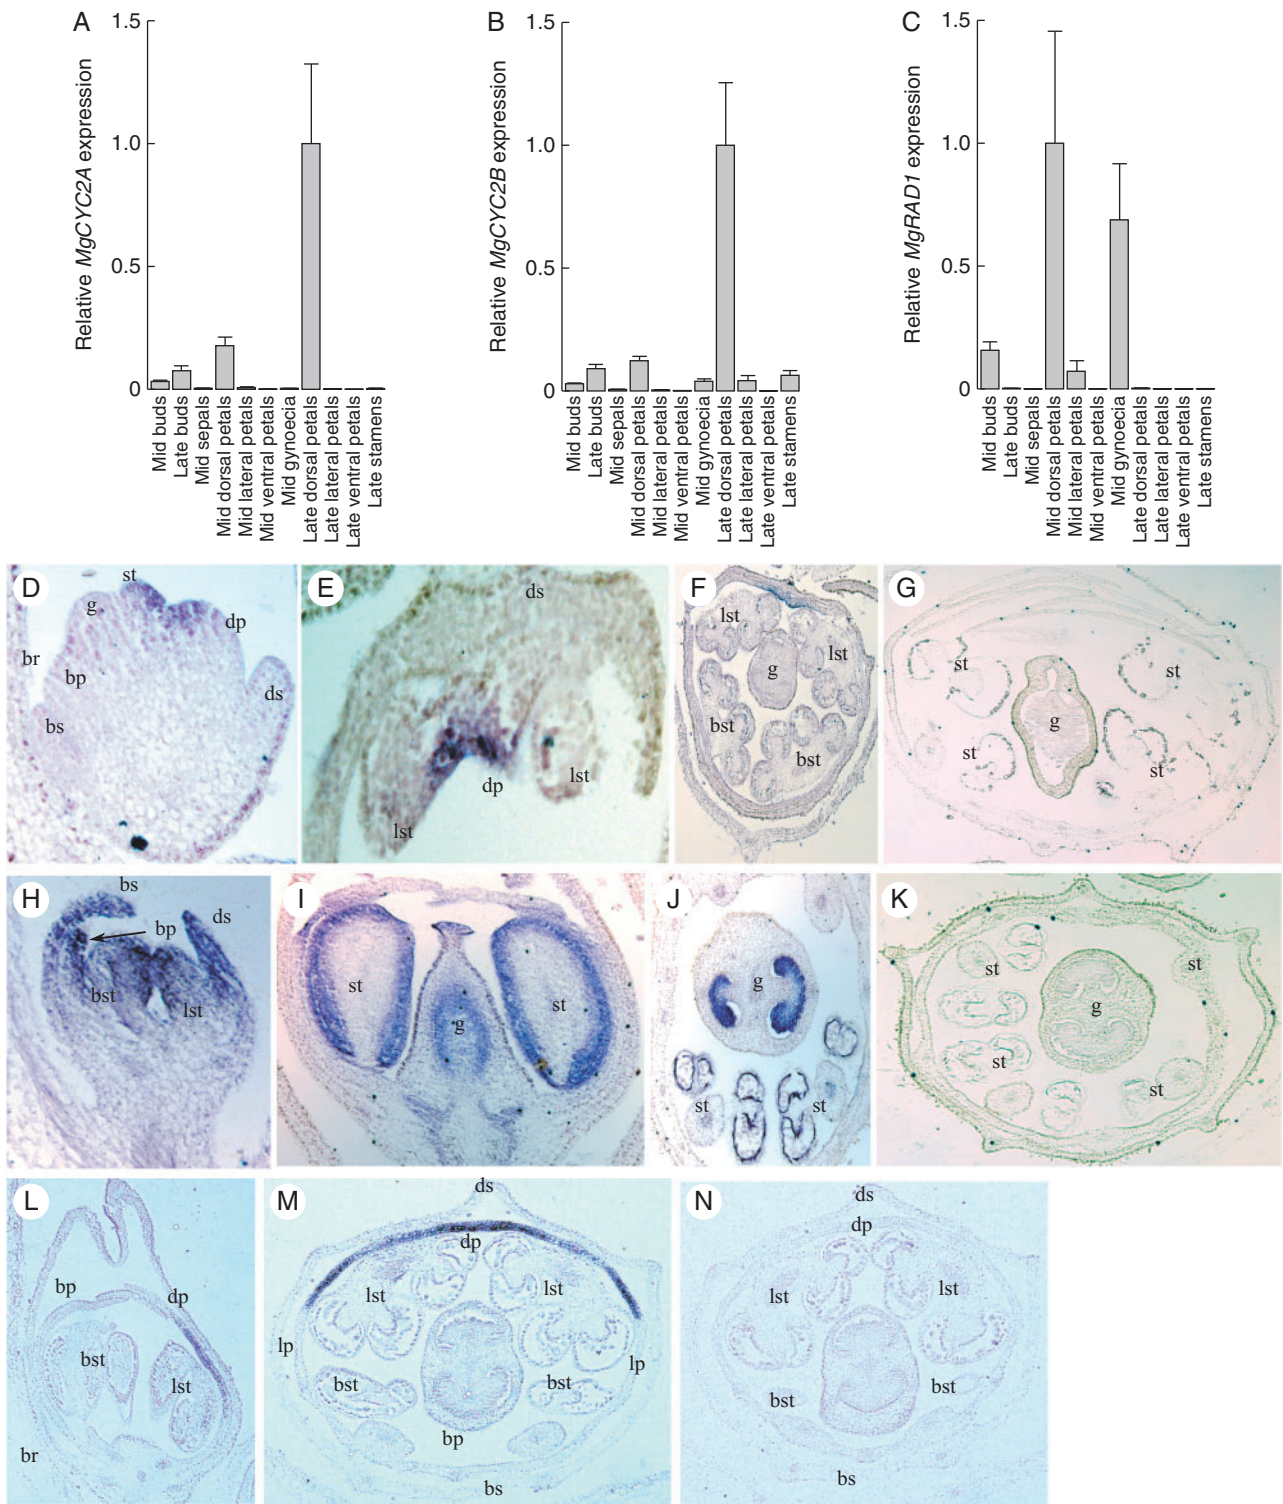 A
Relative MgCYC2A expression
1.5
1.0
0.5
0
Mid buds
Late buds
Mid sepals
Mid dorsal petals
Mid lateral petals
Mid ventral petals
Mid gynoecia
Late dorsal petals
Late lateral petals
Late ventral petals
Late stamens
B
Relative MgCYC2B expression
1.5
1.0
0.5
0
Mid buds
Late buds
Mid sepals
Mid dorsal petals
Mid lateral petals
Mid ventral petals
Mid gynoecia
Late dorsal petals
Late lateral petals
Late ventral petals
Late stamens
C
Relative MgRAD1 expression
1.5
1.0
0.5
0
Mid buds
Late buds
Mid sepals
Mid dorsal petals
Mid lateral petals
Mid ventral petals
Mid gynoecia
Late dorsal petals
Late lateral petals
Late ventral petals
Late stamens
D
st
g
dp
br
bp
ds
bs
E
ds
dp
lst
lst
F
lst
lst
g
bst
bst
G
st
st
g
st
st
H
bs
ds
bp
bst
lst
I
st
st
g
J
g
st
st
K
st
st
g
st
st
L
bp
dp
bst
lst
br
M
ds
dp
lst
lst
lp
lp
bst
bst
bp
bs
N
ds
dp
lst
lst
bst
bst
bs